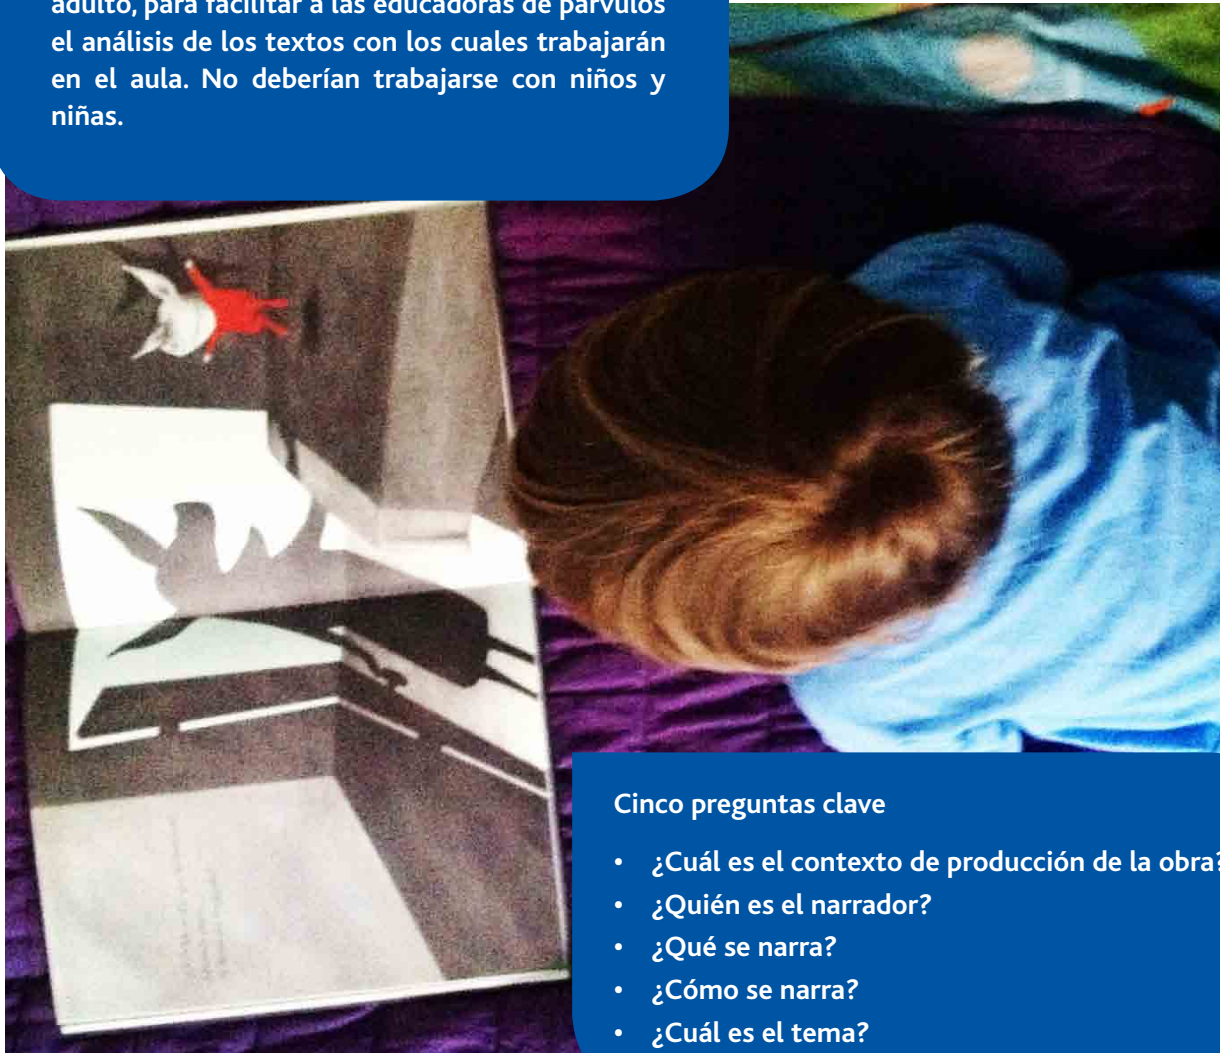 adulto, para facilitar a las educadoras de párvulos
el análisis de los textos con los cuales trabajarán
en el aula. No deberían trabajarse con niños y
niñas.
Cinco preguntas clave
• ¿Cuál es el contexto de producción de la obra?
• ¿Quién es el narrador?
• ¿Qué se narra?
• ¿Cómo se narra?
• ¿Cuál es el tema?